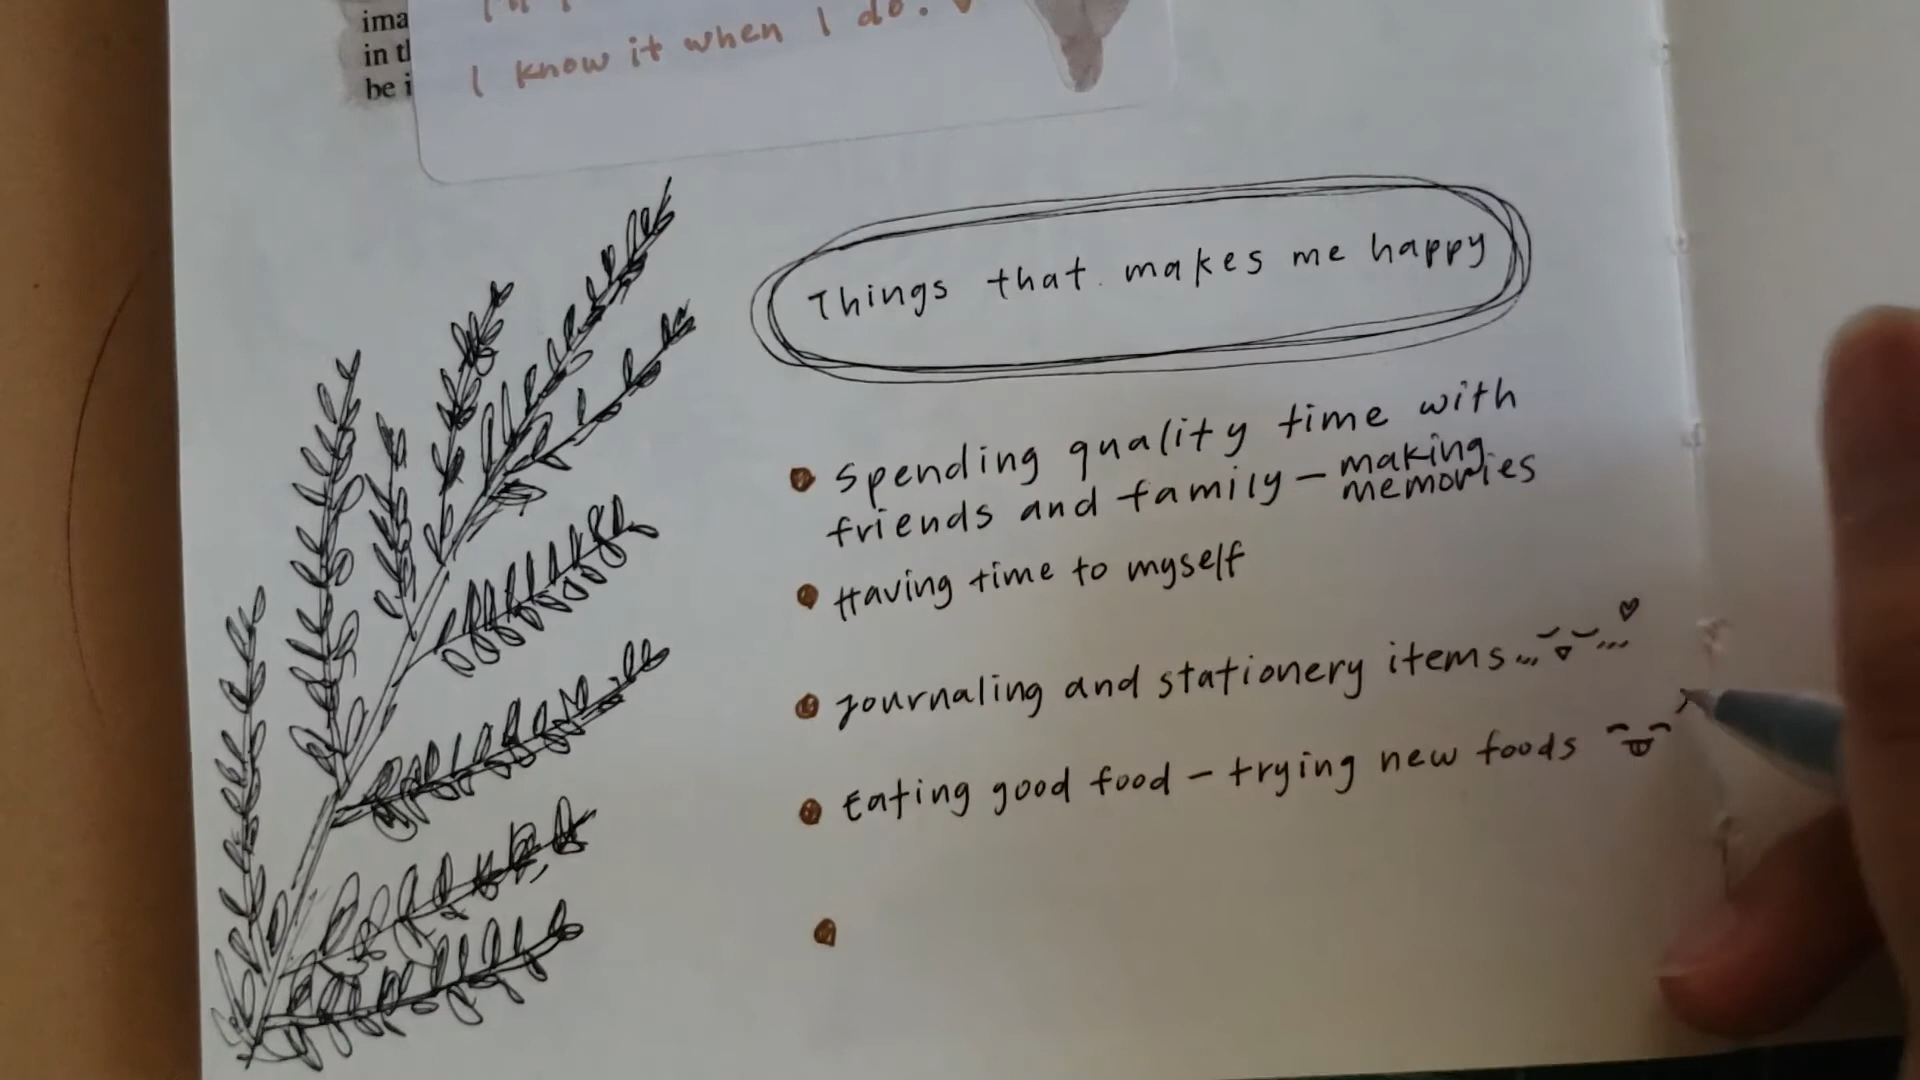 ima
in t
be i
I know it when I do.
Things that makes me happy
spending quality time with
friends and family – making
memories
Having time to myself
Journaling and stationery items...
Eating good food – trying new foods